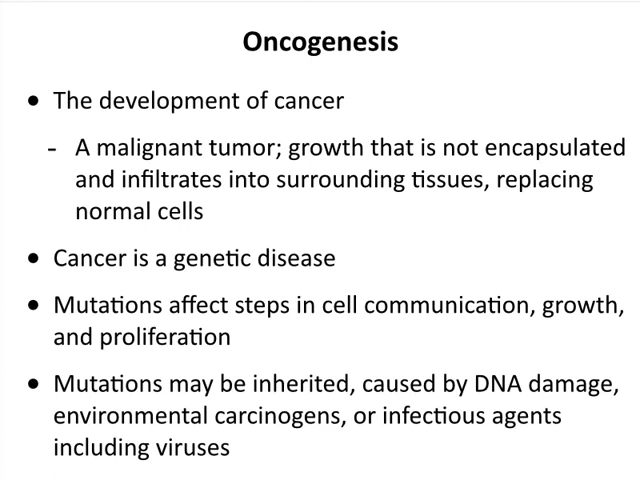 Oncogenesis
• The development of cancer
- A malignant tumor; growth that is not encapsulated
and infiltrates into surrounding tissues, replacing
normal cells
• Cancer is a genetic disease
• Mutations affect steps in cell communication, growth,
and proliferation
• Mutations may be inherited, caused by DNA damage,
environmental carcinogens, or infectious agents
including viruses